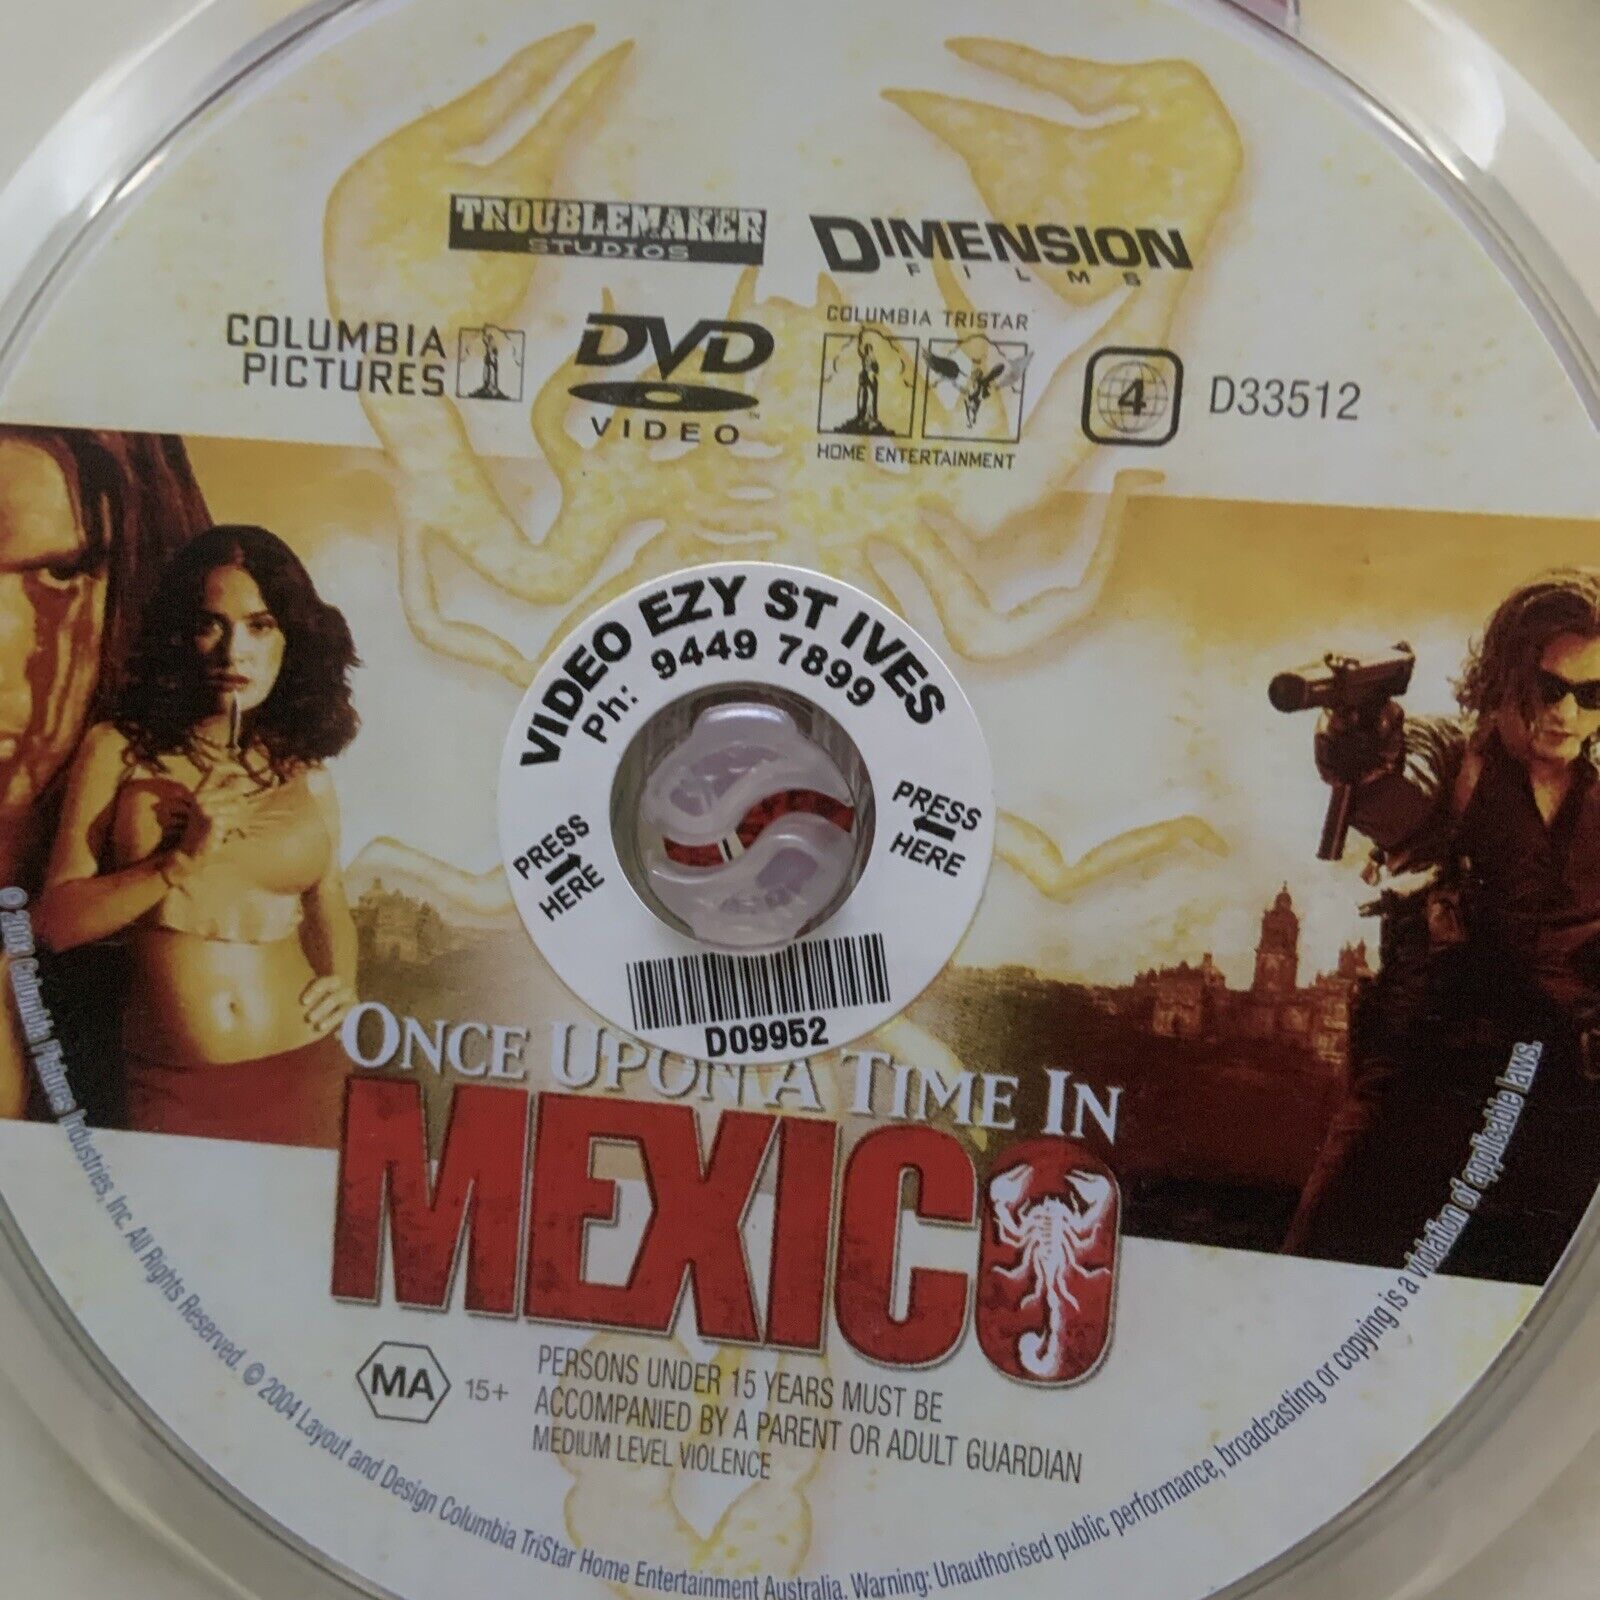 TROUBLEMAKER
STUDIOS
DIMENSION
FILMS
COLUMBIA
PICTURES
DVD
VIDEO
COLUMBIA TRISTAR
HOME ENTERTAINMENT
4
D33512
VIDEO EZY ST IVES
Ph: 9449 7899
PRESS
HERE
PRESS
HERE
D09952
ONCE UPON A TIME IN
MEXICO
MA 15+
PERSONS UNDER 15 YEARS MUST BE
ACCOMPANIED BY A PARENT OR ADULT GUARDIAN
MEDIUM LEVEL VIOLENCE
© 2003 Columbia Pictures Industries, Inc. All Rights Reserved. © 2004 Layout and Design Columbia TriStar Home Entertainment Australia. Warning: Unauthorised public performance, broadcasting or copying is a violation of applicable laws.